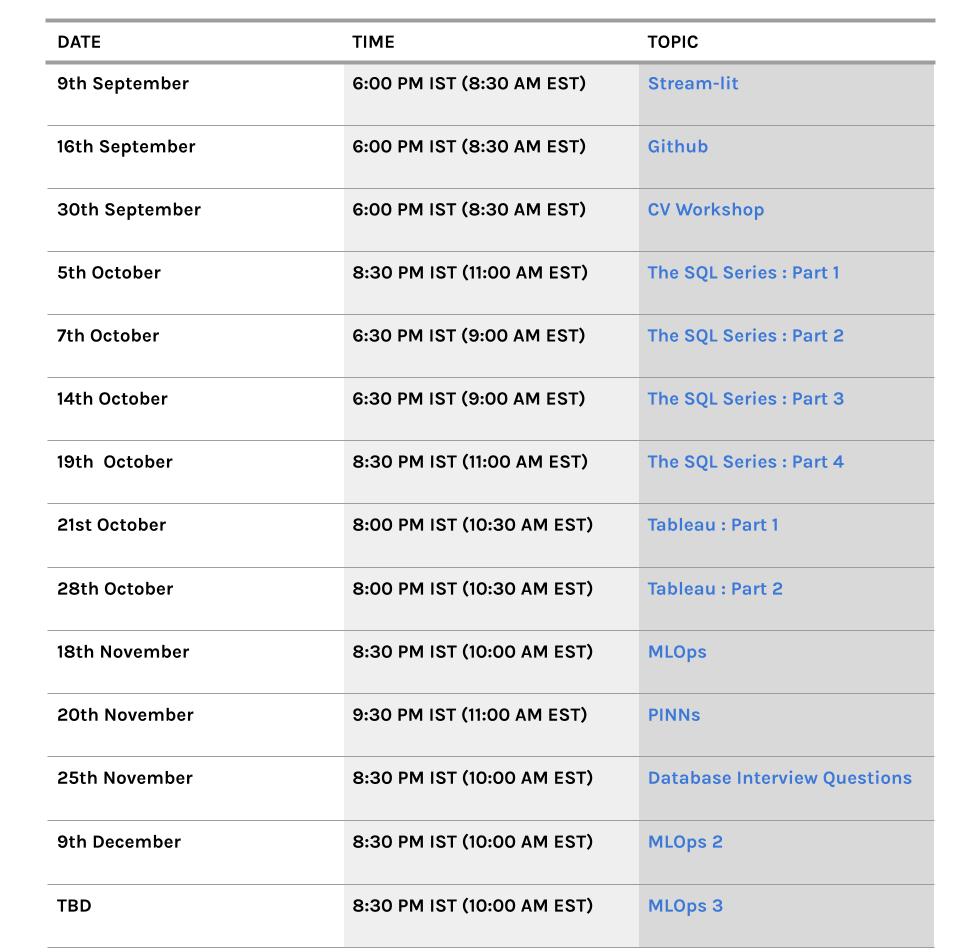 DATE TIME TOPIC
9th September 6:00 PM IST (8:30 AM EST) Stream-lit
16th September 6:00 PM IST (8:30 AM EST) Github
30th September 6:00 PM IST (8:30 AM EST) CV Workshop
5th October 8:30 PM IST (11:00 AM EST) The SQL Series : Part 1
7th October 6:30 PM IST (9:00 AM EST) The SQL Series : Part 2
14th October 6:30 PM IST (9:00 AM EST) The SQL Series : Part 3
19th  October 8:30 PM IST (11:00 AM EST) The SQL Series : Part 4
21st October 8:00 PM IST (10:30 AM EST) Tableau : Part 1
28th October 8:00 PM IST (10:30 AM EST) Tableau : Part 2
18th November 8:30 PM IST (10:00 AM EST) MLOps
20th November 9:30 PM IST (11:00 AM EST) PINNs
25th November 8:30 PM IST (10:00 AM EST) Database Interview Questions
9th December 8:30 PM IST (10:00 AM EST) MLOps 2
TBD 8:30 PM IST (10:00 AM EST) MLOps 3